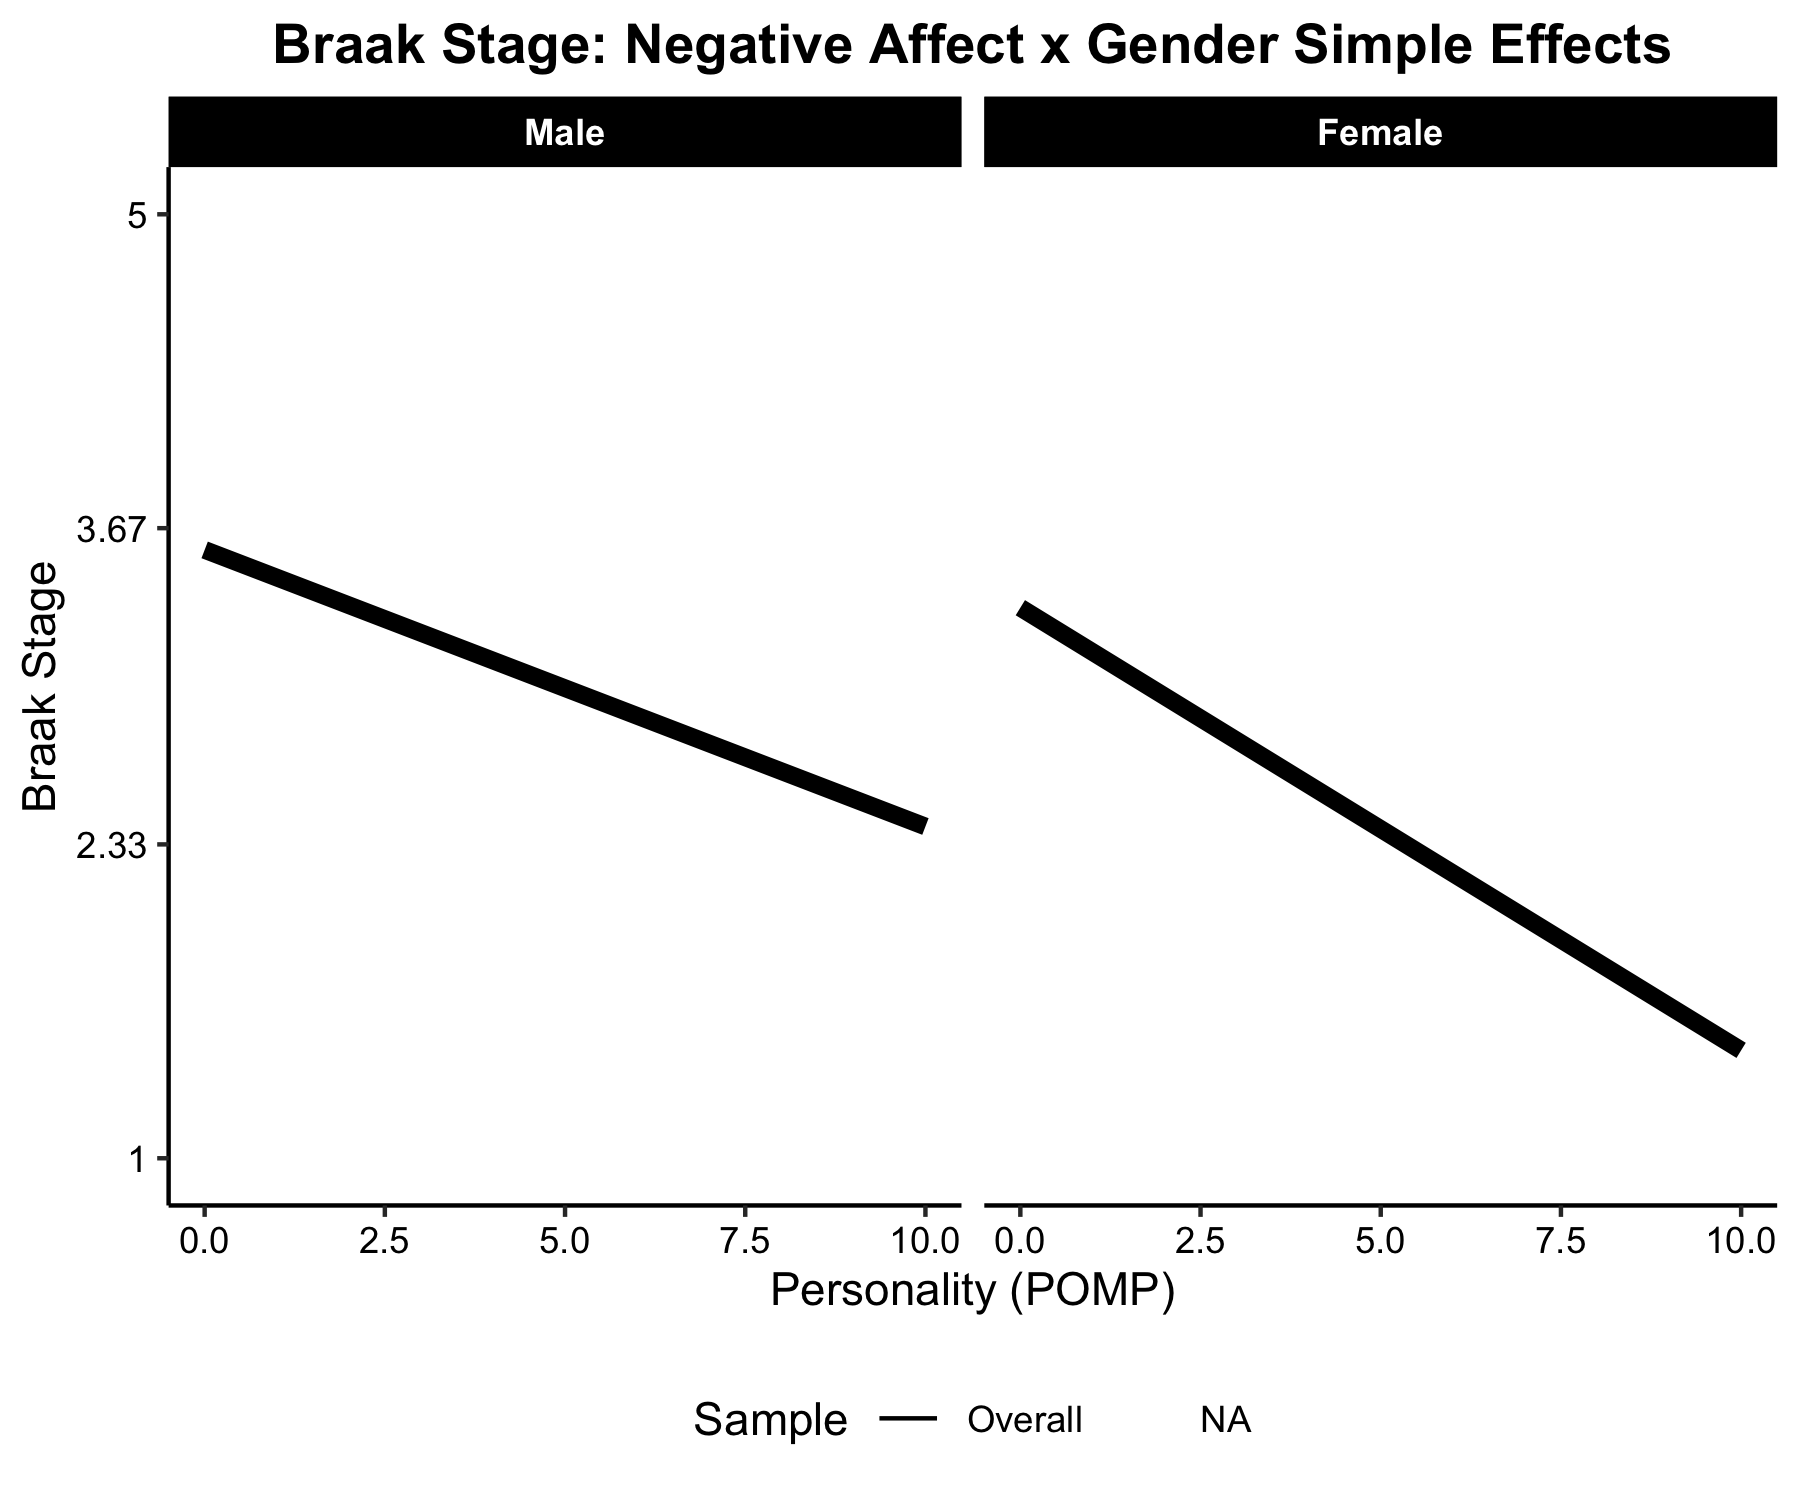 Braak Stage: Negative Affect x Gender Simple Effects
Male
Female
5
3.67
2.33
1
Braak Stage
0.0 2.5 5.0 7.5 10.0
0.0 2.5 5.0 7.5 10.0
Personality (POMP)
Sample Overall NA